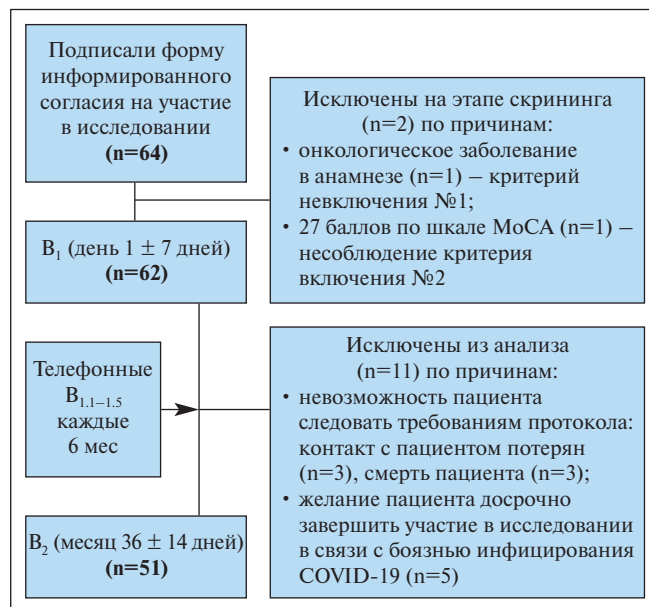 Подписали форму
информированного
согласия на участие
в исследовании
(n=64)
Исключены на этапе скрининга
(n=2) по причинам:
• онкологическое заболевание
в анамнезе (n=1) – критерий
невключения №1;
• 27 баллов по шкале MoCA (n=1) –
несоблюдение критерия
включения №2
В₁ (день 1 ± 7 дней)
(n=62)
Телефонные
В₁.₁–₁.₅
каждые
6 мес
Исключены из анализа
(n=11) по причинам:
• невозможность пациента
следовать требованиям протокола:
контакт с пациентом потерян
(n=3), смерть пациента (n=3);
• желание пациента досрочно
завершить участие в исследовании
в связи с боязнью инфицирования
COVID-19 (n=5)
В₂ (месяц 36 ± 14 дней)
(n=51)